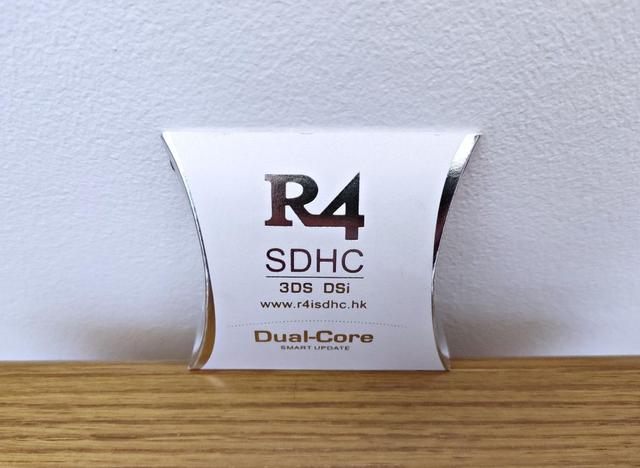 R4
SDHC
3DS DSi
www.r4isdhc.hk
Dual-Core
SMART UPDATE